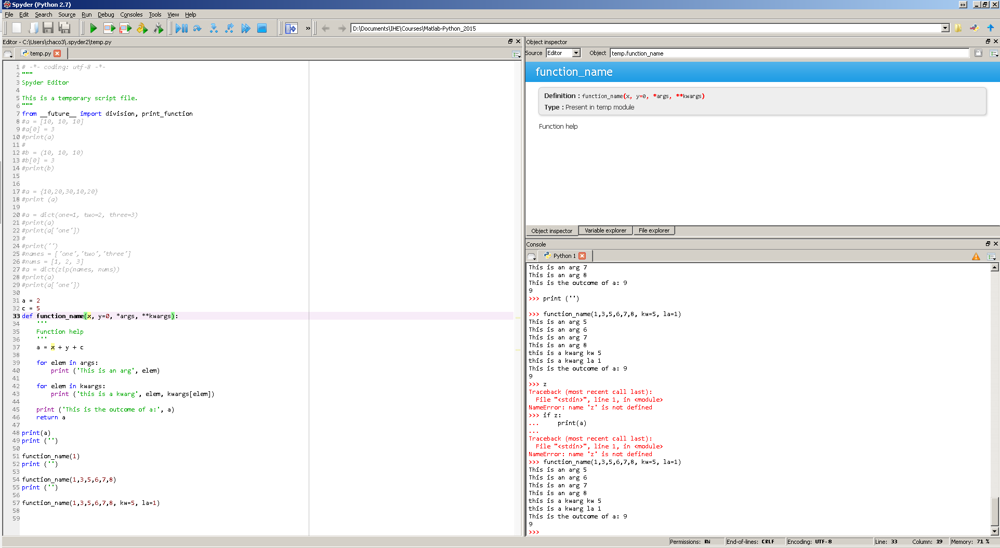 Spyder (Python 2.7)
File Edit Search Source Run Debug Consoles Tools View Help
» D:\Documents\IHE\Courses\Matlab-Python_2015
Editor - C:\Users\chaco3\.spyder2\temp.py
temp.py
1 # -*- coding: utf-8 -*-
2 """
3 Spyder Editor
4
5 This is a temporary script file.
6 """
7 from __future__ import division, print_function
8 #a = [10, 10, 10]
9 #a[0] = 3
10 #print(a)
11 #
12 #b = (10, 10, 10)
13 #b[0] = 3
14 #print(b)
15
16
17 #a = {10,20,30,10,20}
18 #print (a)
19
20 #a = dict(one=1, two=2, three=3)
21 #print(a)
22 #print(a['one'])
23 #
24 #print('')
25 #names = ['one','two','three']
26 #nums = [1, 2, 3]
27 #a = dict(zip(names, nums))
28 #print(a)
29 #print(a['one'])
30
31 a = 2
32 c = 5
33 def function_name(x, y=0, *args, **kwargs):
34     '''
35     Function help
36     '''
37     a = x + y + c
38
39     for elem in args:
40         print ('This is an arg', elem)
41
42     for elem in kwargs:
43         print ('this is a kwarg', elem, kwargs[elem])
44
45     print ('This is the outcome of a:', a)
46     return a
47
48 print(a)
49 print ('')
50
51 function_name(1)
52 print ('')
53
54 function_name(1,3,5,6,7,8)
55 print ('')
56
57 function_name(1,3,5,6,7,8, kw=5, la=1)
58
59
Object inspector
Source Editor Object temp.function_name
function_name
Definition : function_name(x, y=0, *args, **kwargs)
Type : Present in temp module
Function help
Object inspector Variable explorer File explorer
Console
Python 1
This is an arg 7
This is an arg 8
This is the outcome of a: 9
9
>>> print ('')
>>> function_name(1,3,5,6,7,8, kw=5, la=1)
This is an arg 5
This is an arg 6
This is an arg 7
This is an arg 8
this is a kwarg kw 5
this is a kwarg la 1
This is the outcome of a: 9
9
>>> z
Traceback (most recent call last):
  File "<stdin>", line 1, in <module>
NameError: name 'z' is not defined
>>> if z:
...     print(a)
...
Traceback (most recent call last):
  File "<stdin>", line 1, in <module>
NameError: name 'z' is not defined
>>> function_name(1,3,5,6,7,8, kw=5, la=1)
This is an arg 5
This is an arg 6
This is an arg 7
This is an arg 8
this is a kwarg kw 5
this is a kwarg la 1
This is the outcome of a: 9
9
>>>
Permissions: RW End-of-lines: CRLF Encoding: UTF-8 Line: 33 Column: 19 Memory: 71 %